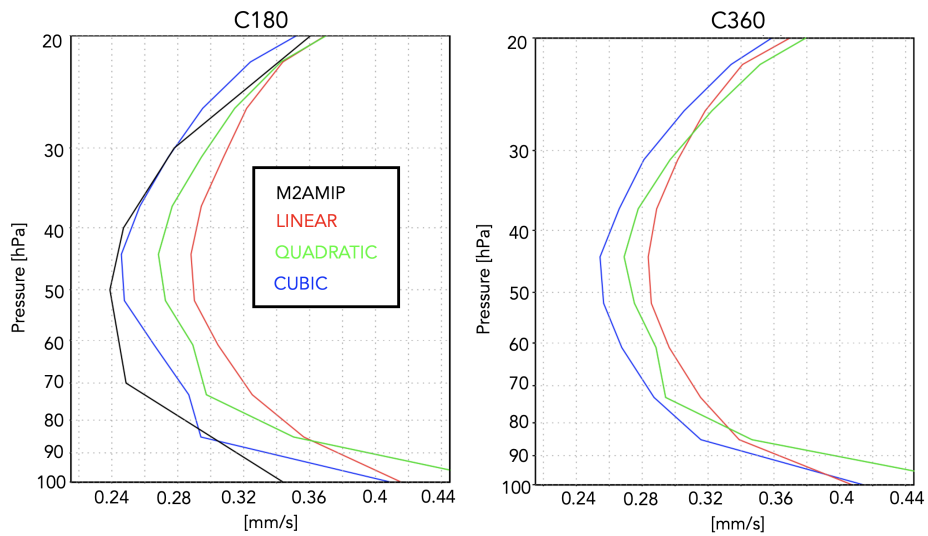 C180
20
30
40
50
60
70
80
90
100
Pressure [hPa]
M2AMIP
LINEAR
QUADRATIC
CUBIC
0.24 0.28 0.32 0.36 0.4 0.44
[mm/s]
C360
20
30
40
50
60
70
80
90
100
Pressure [hPa]
0.24 0.28 0.32 0.36 0.4 0.44
[mm/s]